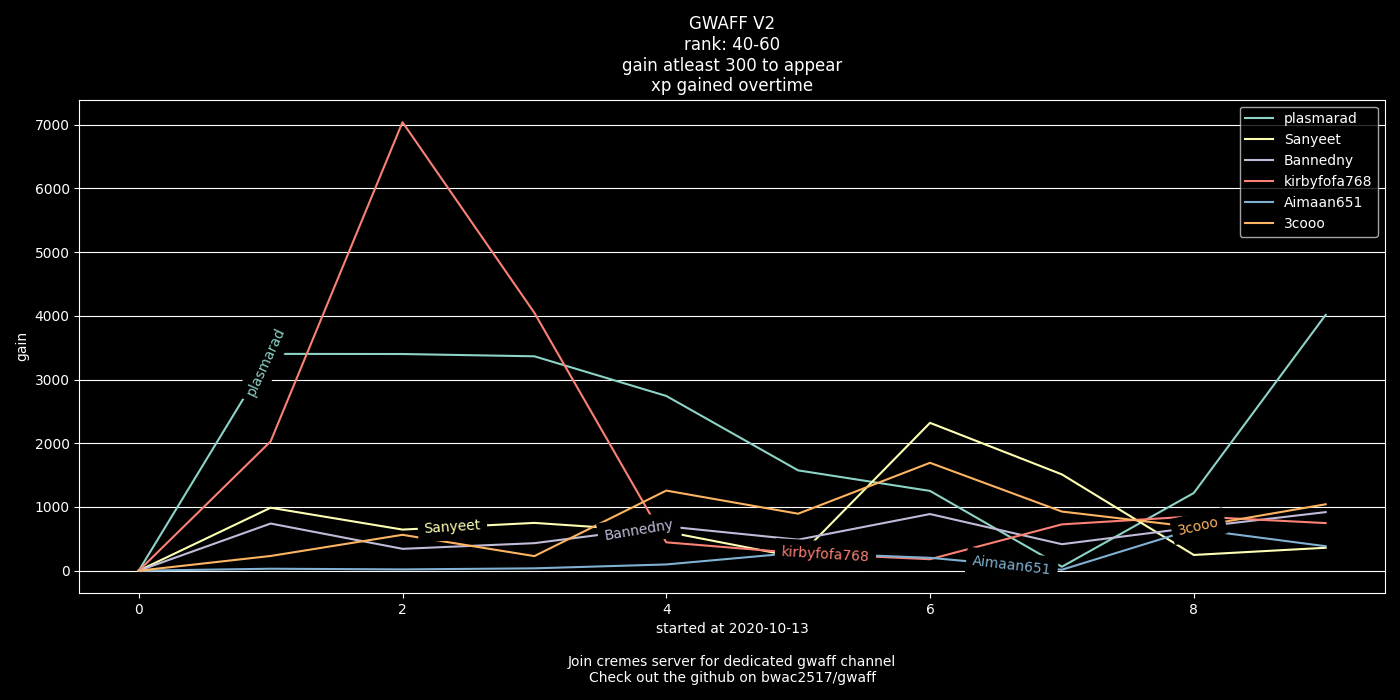 GWAFF V2
rank: 40-60
gain atleast 300 to appear
xp gained overtime
7000
6000
5000
4000
3000
2000
1000
0
gain
plasmarad
Sanyeet
Bannedny
kirbyfofa768
Aimaan651
3cooo
plasmarad
Sanyeet
Bannedny
kirbyfofa768
Aimaan651
3cooo
0 2 4 6 8
started at 2020-10-13
Join cremes server for dedicated gwaff channel
Check out the github on bwac2517/gwaff